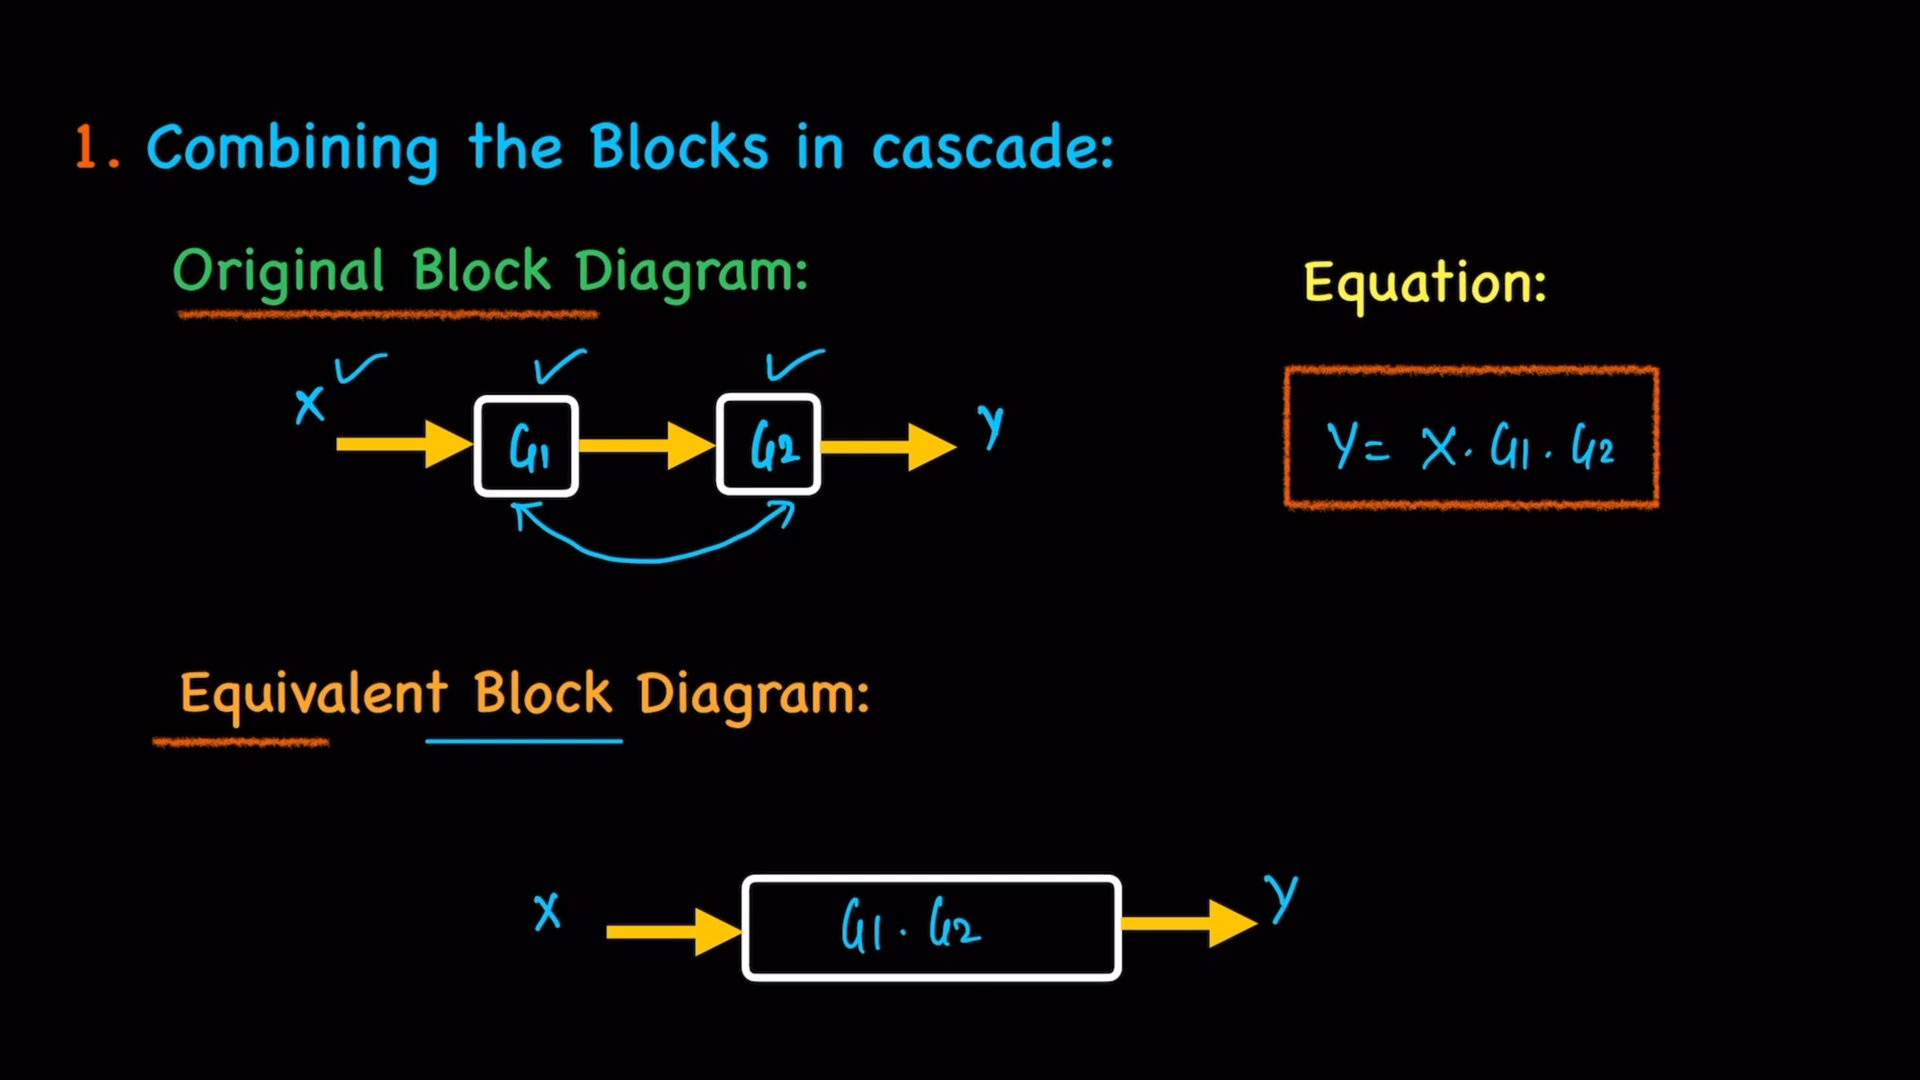 1. Combining the Blocks in cascade:
Original Block Diagram:
Equation:
X G1 G2 y
Y = X . G1 . G2
Equivalent Block Diagram:
X G1 . G2 y